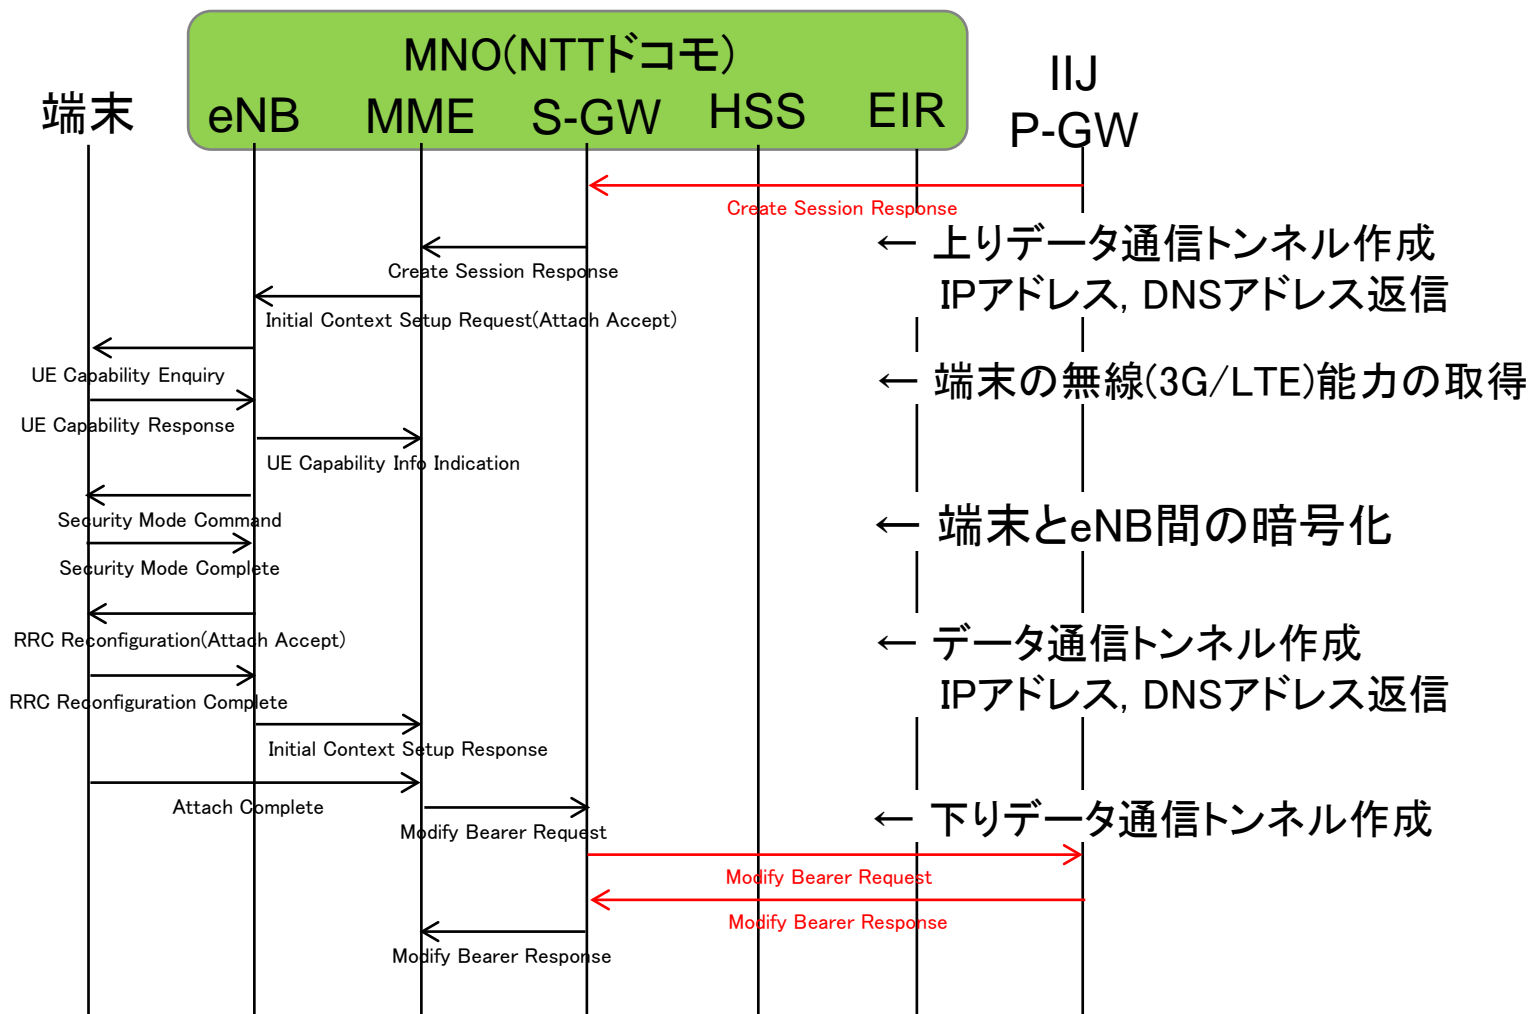 MNO(NTTドコモ)
端末
eNB
MME
S-GW
HSS
EIR
IIJ
P-GW
Create Session Response
← 上りデータ通信トンネル作成
Create Session Response
IPアドレス, DNSアドレス返信
Initial Context Setup Request(Attach Accept)
UE Capability Enquiry
← 端末の無線(3G/LTE)能力の取得
UE Capability Response
UE Capability Info Indication
Security Mode Command
← 端末とeNB間の暗号化
Security Mode Complete
RRC Reconfiguration(Attach Accept)
← データ通信トンネル作成
IPアドレス, DNSアドレス返信
RRC Reconfiguration Complete
Initial Context Setup Response
Attach Complete
Modify Bearer Request
← 下りデータ通信トンネル作成
Modify Bearer Request
Modify Bearer Response
Modify Bearer Response